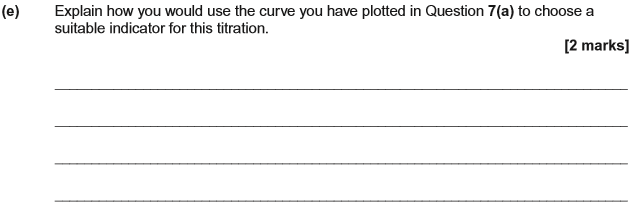 (e) Explain how you would use the curve you have plotted in Question 7(a) to choose a
suitable indicator for this titration.
[2 marks]